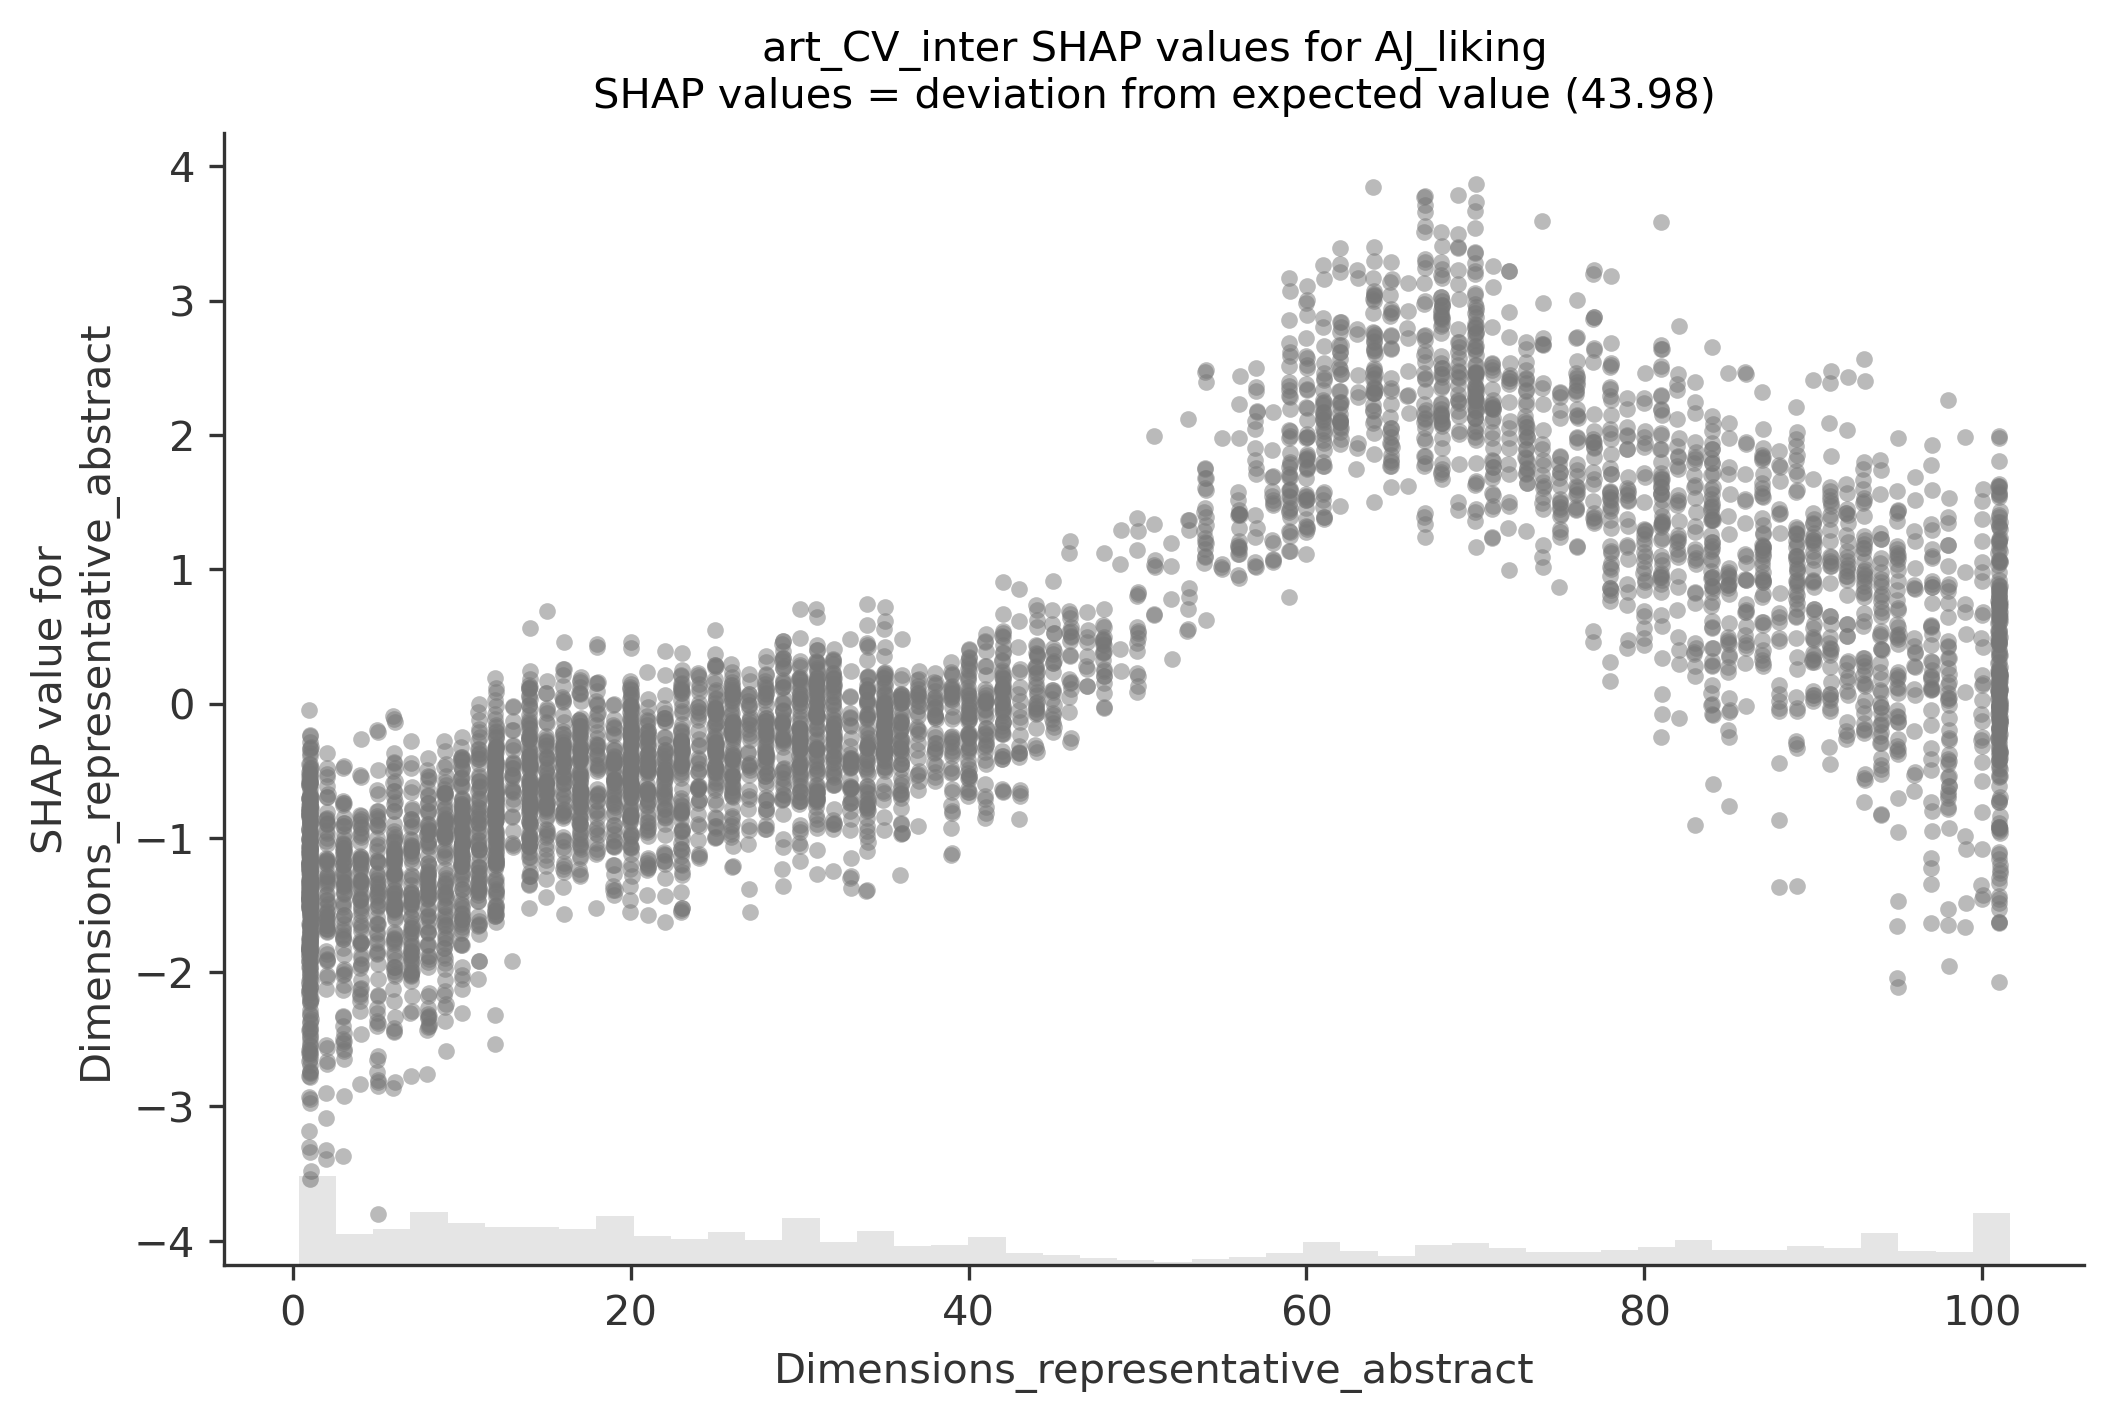 art_CV_inter SHAP values for AJ_liking
SHAP values = deviation from expected value (43.98)
SHAP value for
Dimensions_representative_abstract
4
3
2
1
0
−1
−2
−3
−4
0 20 40 60 80 100
Dimensions_representative_abstract